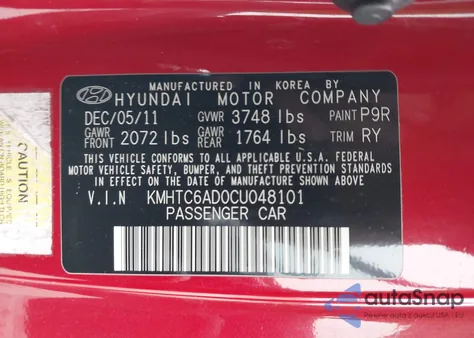 MANUFACTURED IN KOREA BY
HYUNDAI MOTOR COMPANY
DEC/05/11 GVWR 3748 lbs PAINT P9R
GAWR FRONT 2072 lbs GAWR REAR 1764 lbs TRIM RY
THIS VEHICLE CONFORMS TO ALL APPLICABLE U.S.A. FEDERAL
MOTOR VEHICLE SAFETY, BUMPER, AND THEFT PREVENTION
STANDARDS IN EFFECT ON THE DATE OF MANUFACTURE SHOWN ABOVE.
V.I.N KMHTC6AD0CU048101
PASSENGER CAR
autoSnap